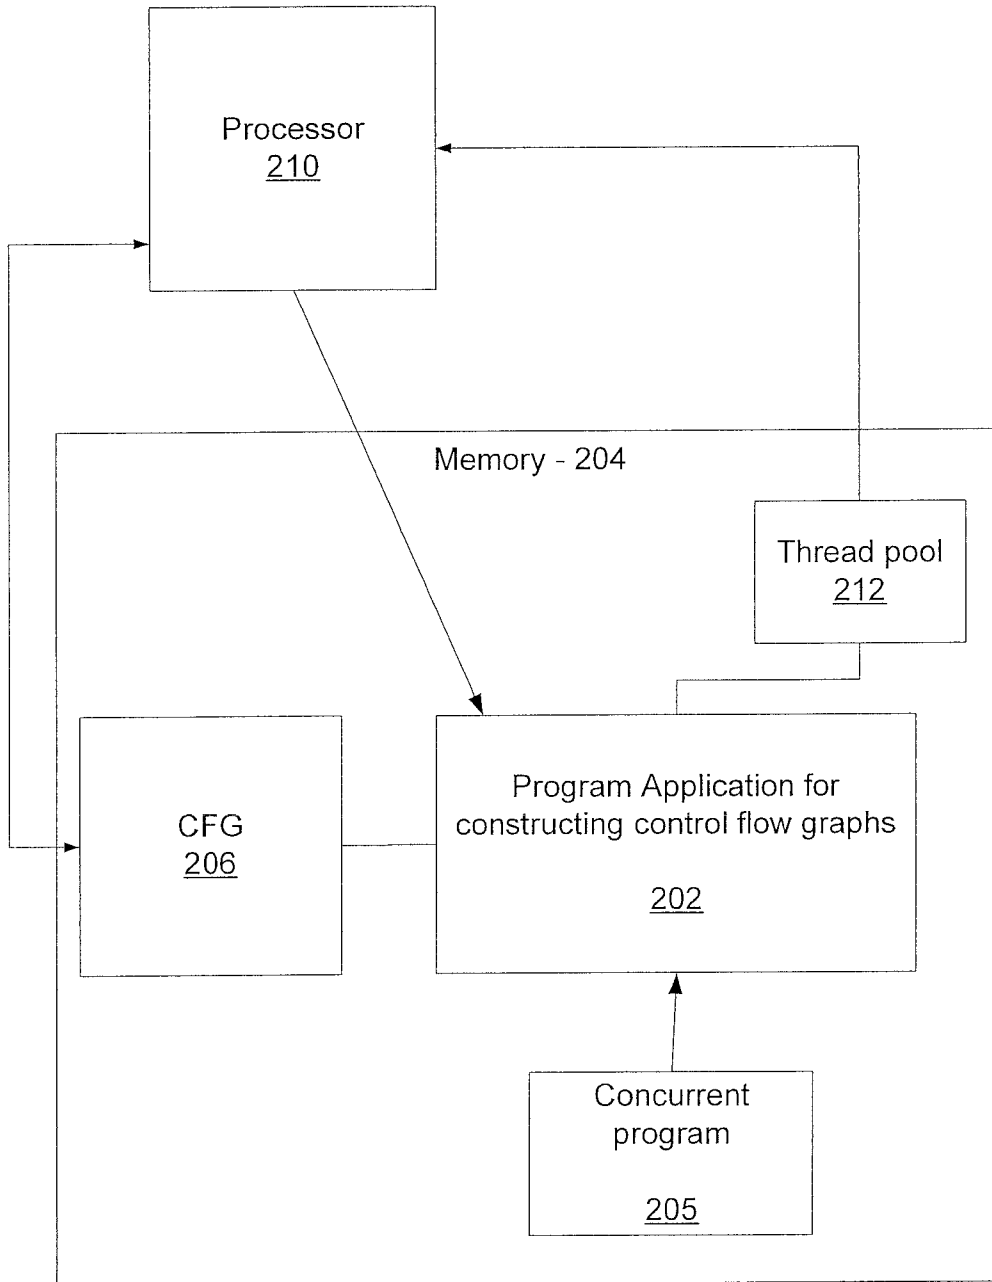 Processor
210
Memory - 204
Thread pool
212
CFG
206
Program Application for
constructing control flow graphs
202
Concurrent
program
205